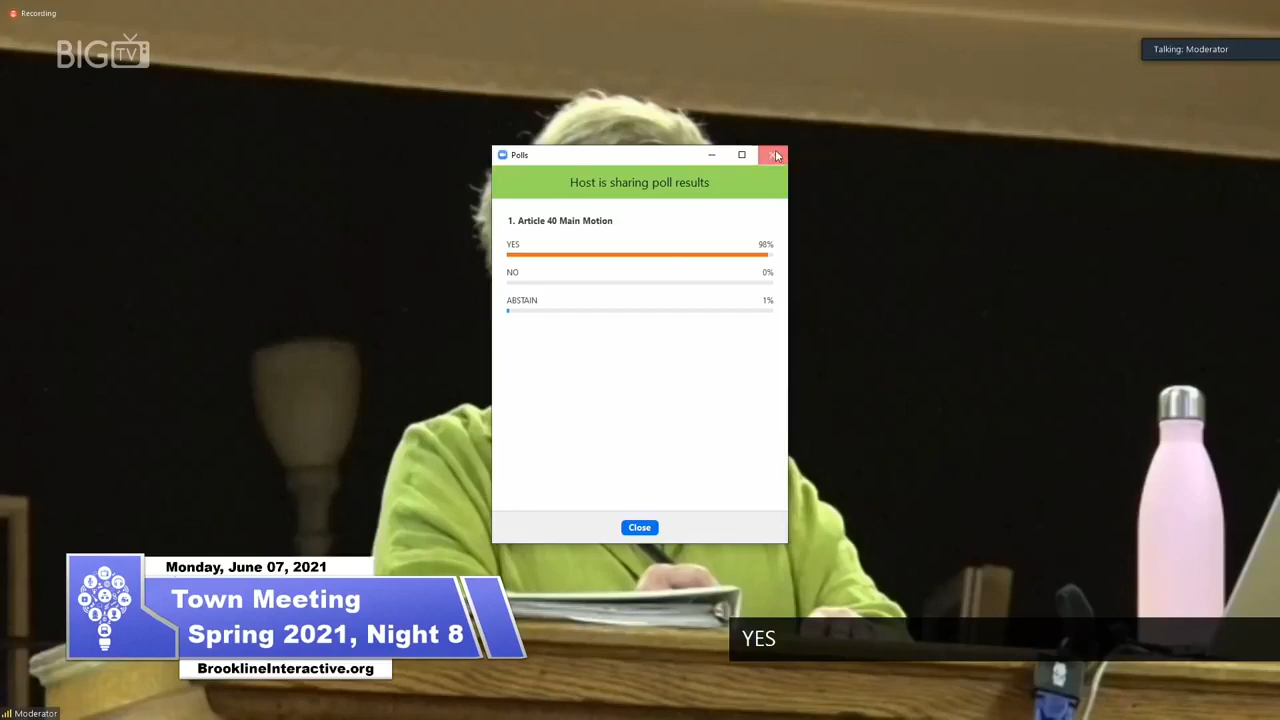 Recording
BIG TV
Talking: Moderator
Polls
Host is sharing poll results
1. Article 40 Main Motion
YES 98%
NO 0%
ABSTAIN 1%
Close
Monday, June 07, 2021
Town Meeting
Spring 2021, Night 8
BrooklineInteractive.org
YES
Moderator